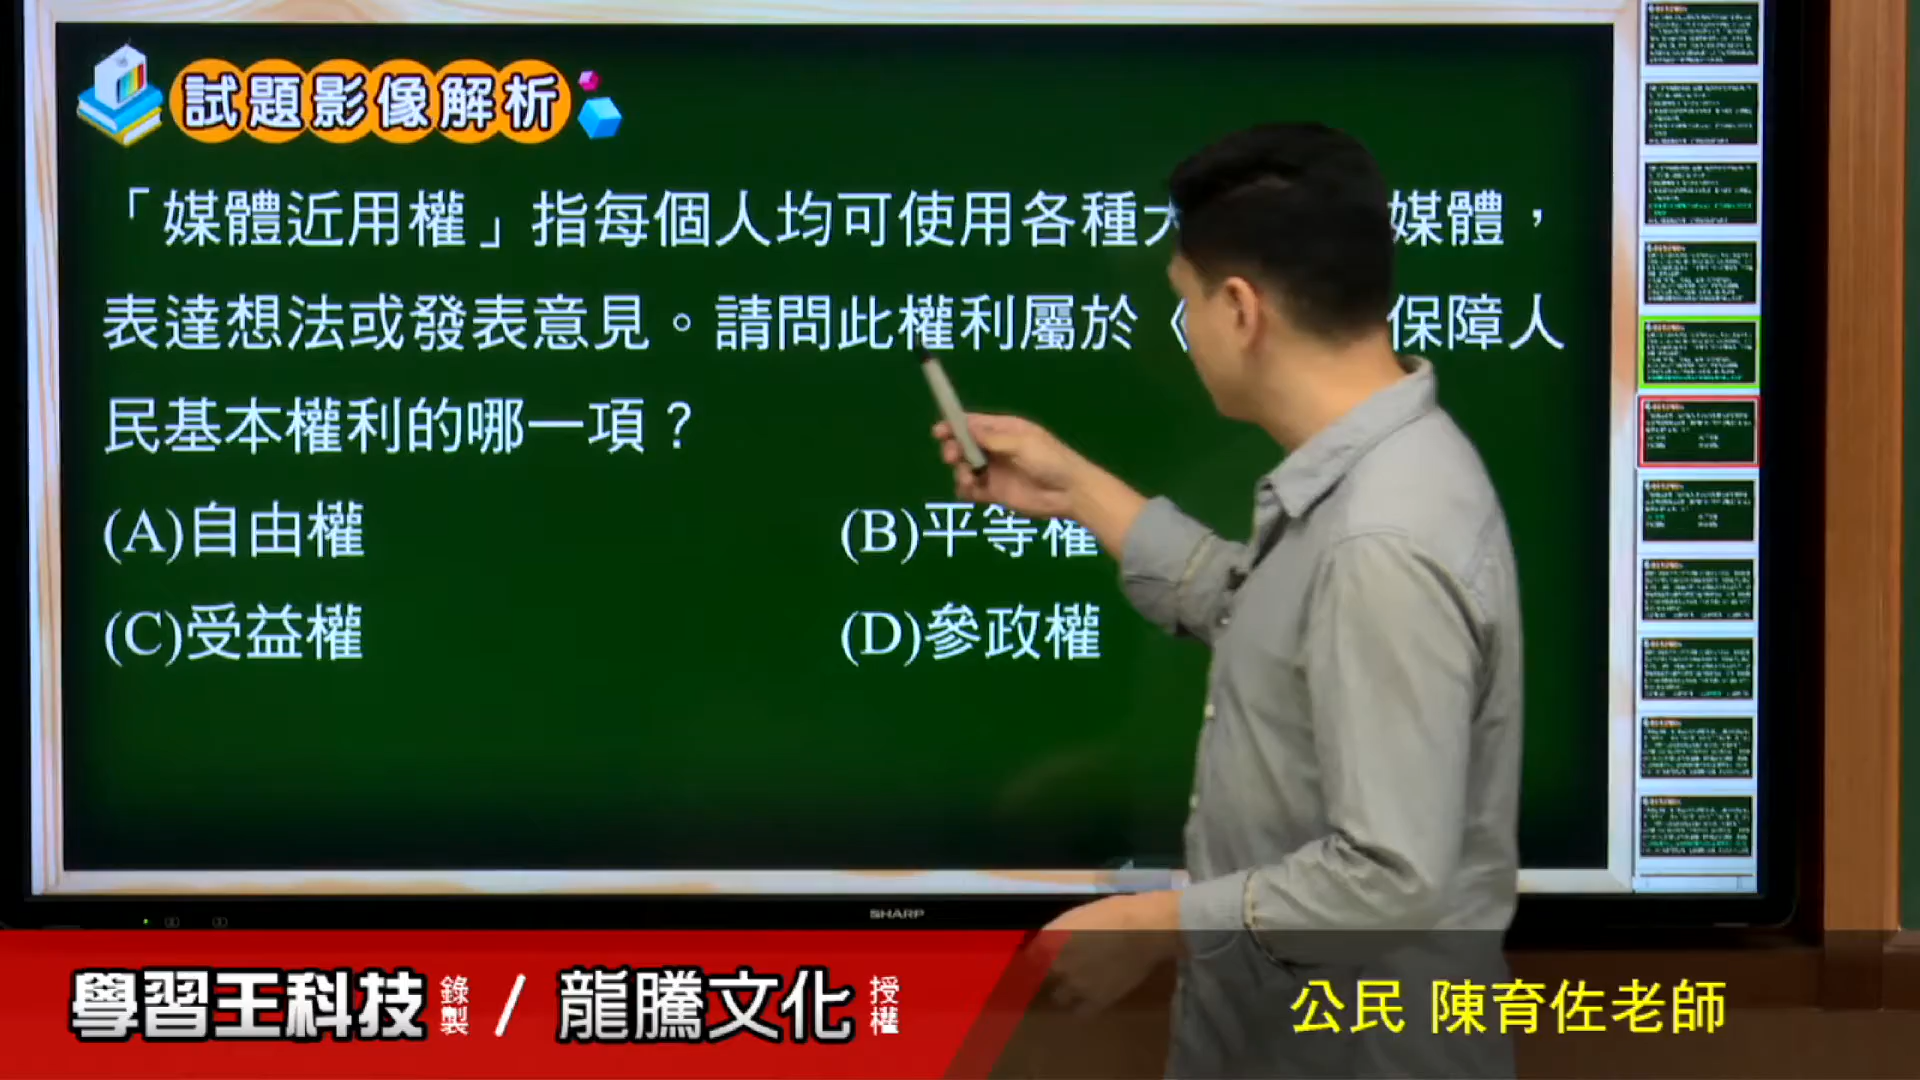 試題影像解析
「媒體近用權」指每個人均可使用各種大 媒體，
表達想法或發表意見。請問此權利屬於《 保障人
民基本權利的哪一項？
(A)自由權 (B)平等權
(C)受益權 (D)參政權
SHARP
學習王科技 錄製 / 龍騰文化 授權
公民 陳育佐老師